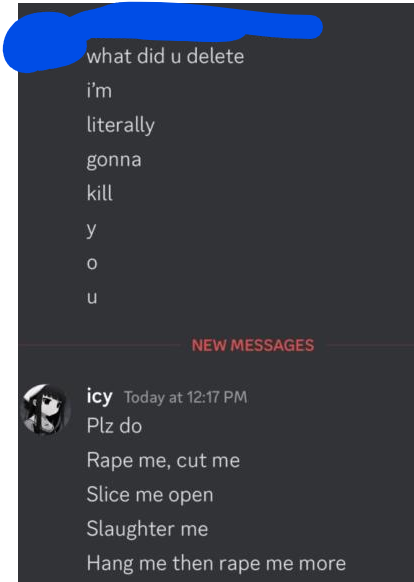 what did u delete
i'm
literally
gonna
kill
y
o
u
NEW MESSAGES
icy Today at 12:17 PM
Plz do
Rape me, cut me
Slice me open
Slaughter me
Hang me then rape me more